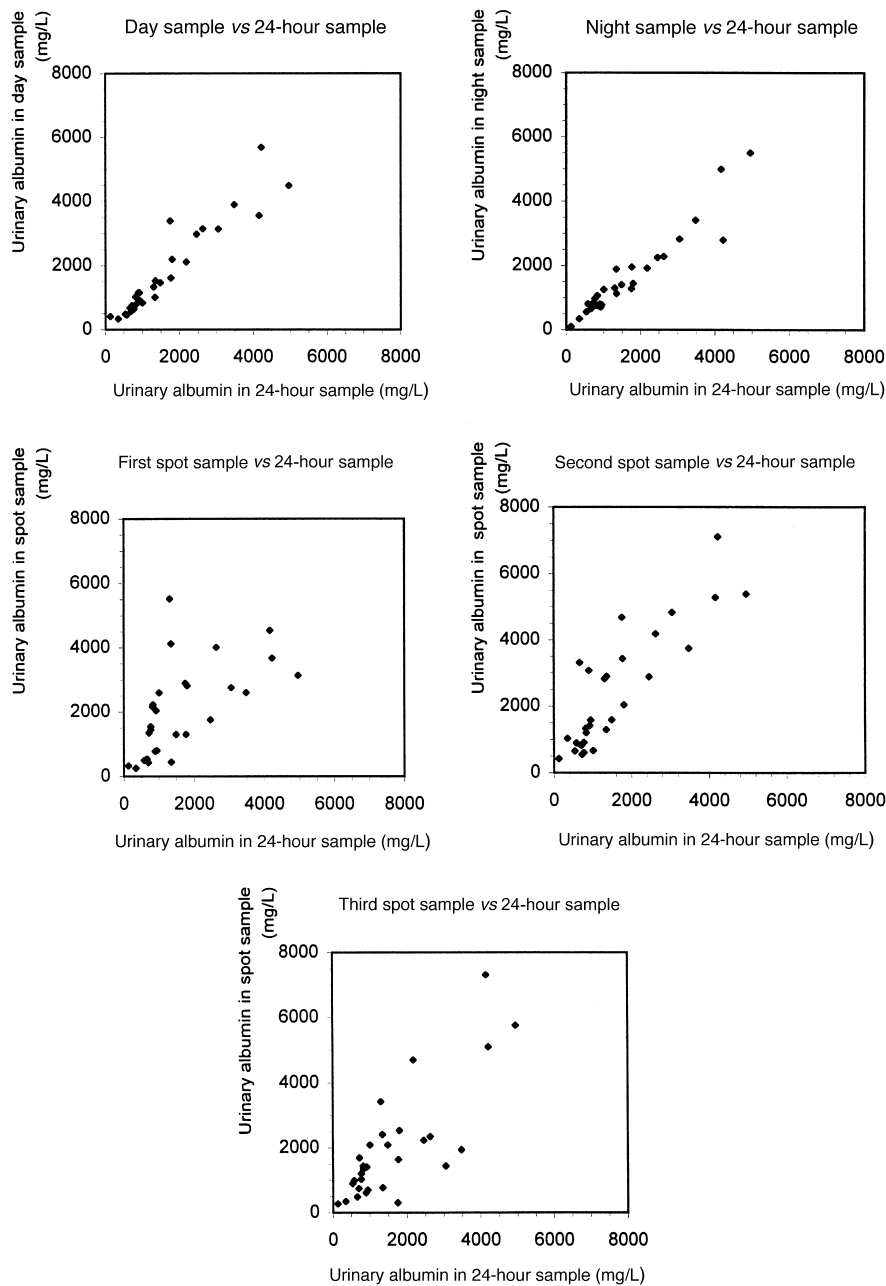 Day sample vs 24-hour sample
Urinary albumin in day sample
(mg/L)
8000
6000
4000
2000
0
0 2000 4000 6000 8000
Urinary albumin in 24-hour sample (mg/L)
Night sample vs 24-hour sample
Urinary albumin in night sample
(mg/L)
8000
6000
4000
2000
0
0 2000 4000 6000 8000
Urinary albumin in 24-hour sample (mg/L)
First spot sample vs 24-hour sample
Urinary albumin in spot sample
(mg/L)
8000
6000
4000
2000
0
0 2000 4000 6000 8000
Urinary albumin in 24-hour sample (mg/L)
Second spot sample vs 24-hour sample
Urinary albumin in spot sample
(mg/L)
8000
6000
4000
2000
0
0 2000 4000 6000 8000
Urinary albumin in 24-hour sample (mg/L)
Third spot sample vs 24-hour sample
Urinary albumin in spot sample
(mg/L)
8000
6000
4000
2000
0
0 2000 4000 6000 8000
Urinary albumin in 24-hour sample (mg/L)